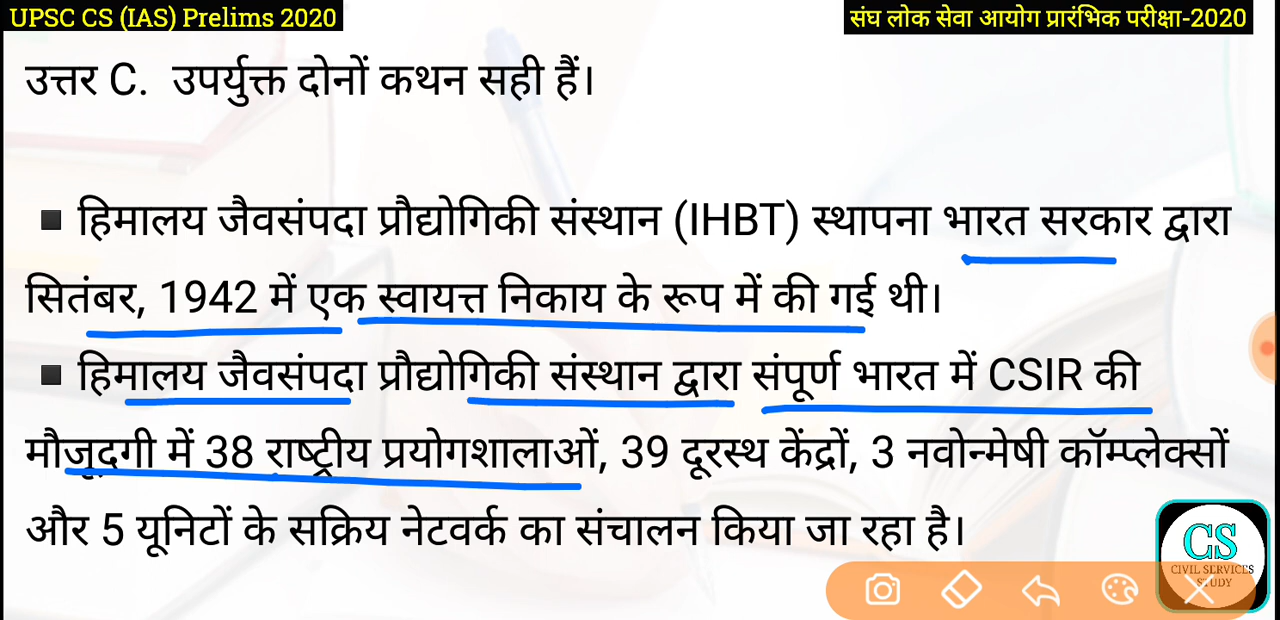 UPSC CS (IAS) Prelims 2020
संघ लोक सेवा आयोग प्रारंभिक परीक्षा-2020
उत्तर C. उपर्युक्त दोनों कथन सही हैं।
▪ हिमालय जैवसंपदा प्रौद्योगिकी संस्थान (IHBT) स्थापना भारत सरकार द्वारा
सितंबर, 1942 में एक स्वायत्त निकाय के रूप में की गई थी।
▪ हिमालय जैवसंपदा प्रौद्योगिकी संस्थान द्वारा संपूर्ण भारत में CSIR की
मौजूदगी में 38 राष्ट्रीय प्रयोगशालाओं, 39 दूरस्थ केंद्रों, 3 नवोन्मेषी कॉम्प्लेक्सों
और 5 यूनिटों के सक्रिय नेटवर्क का संचालन किया जा रहा है।
CS
CIVIL SERVICES
STUDY